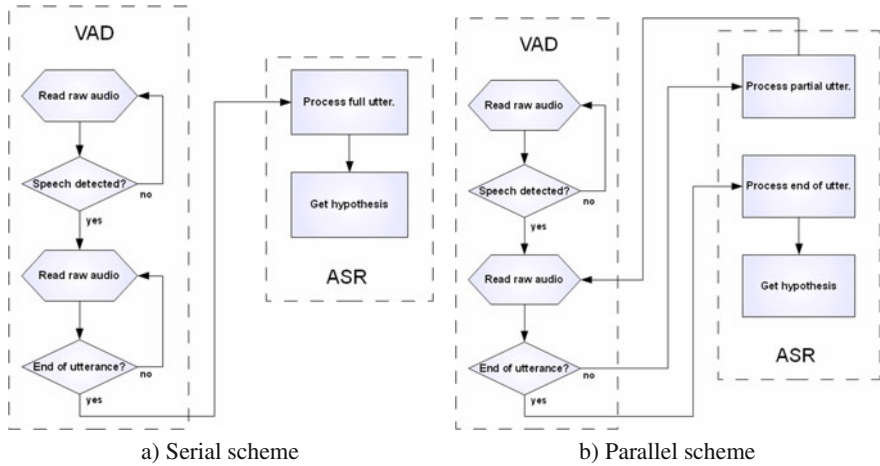 VAD
Read raw audio
Speech detected?
no
yes
Read raw audio
End of utterance?
no
yes
Process full utter.
Get hypothesis
ASR
a) Serial scheme
VAD
Read raw audio
Speech detected?
no
yes
Read raw audio
End of utterance?
no
yes
Process partial utter.
Process end of utter.
Get hypothesis
ASR
b) Parallel scheme